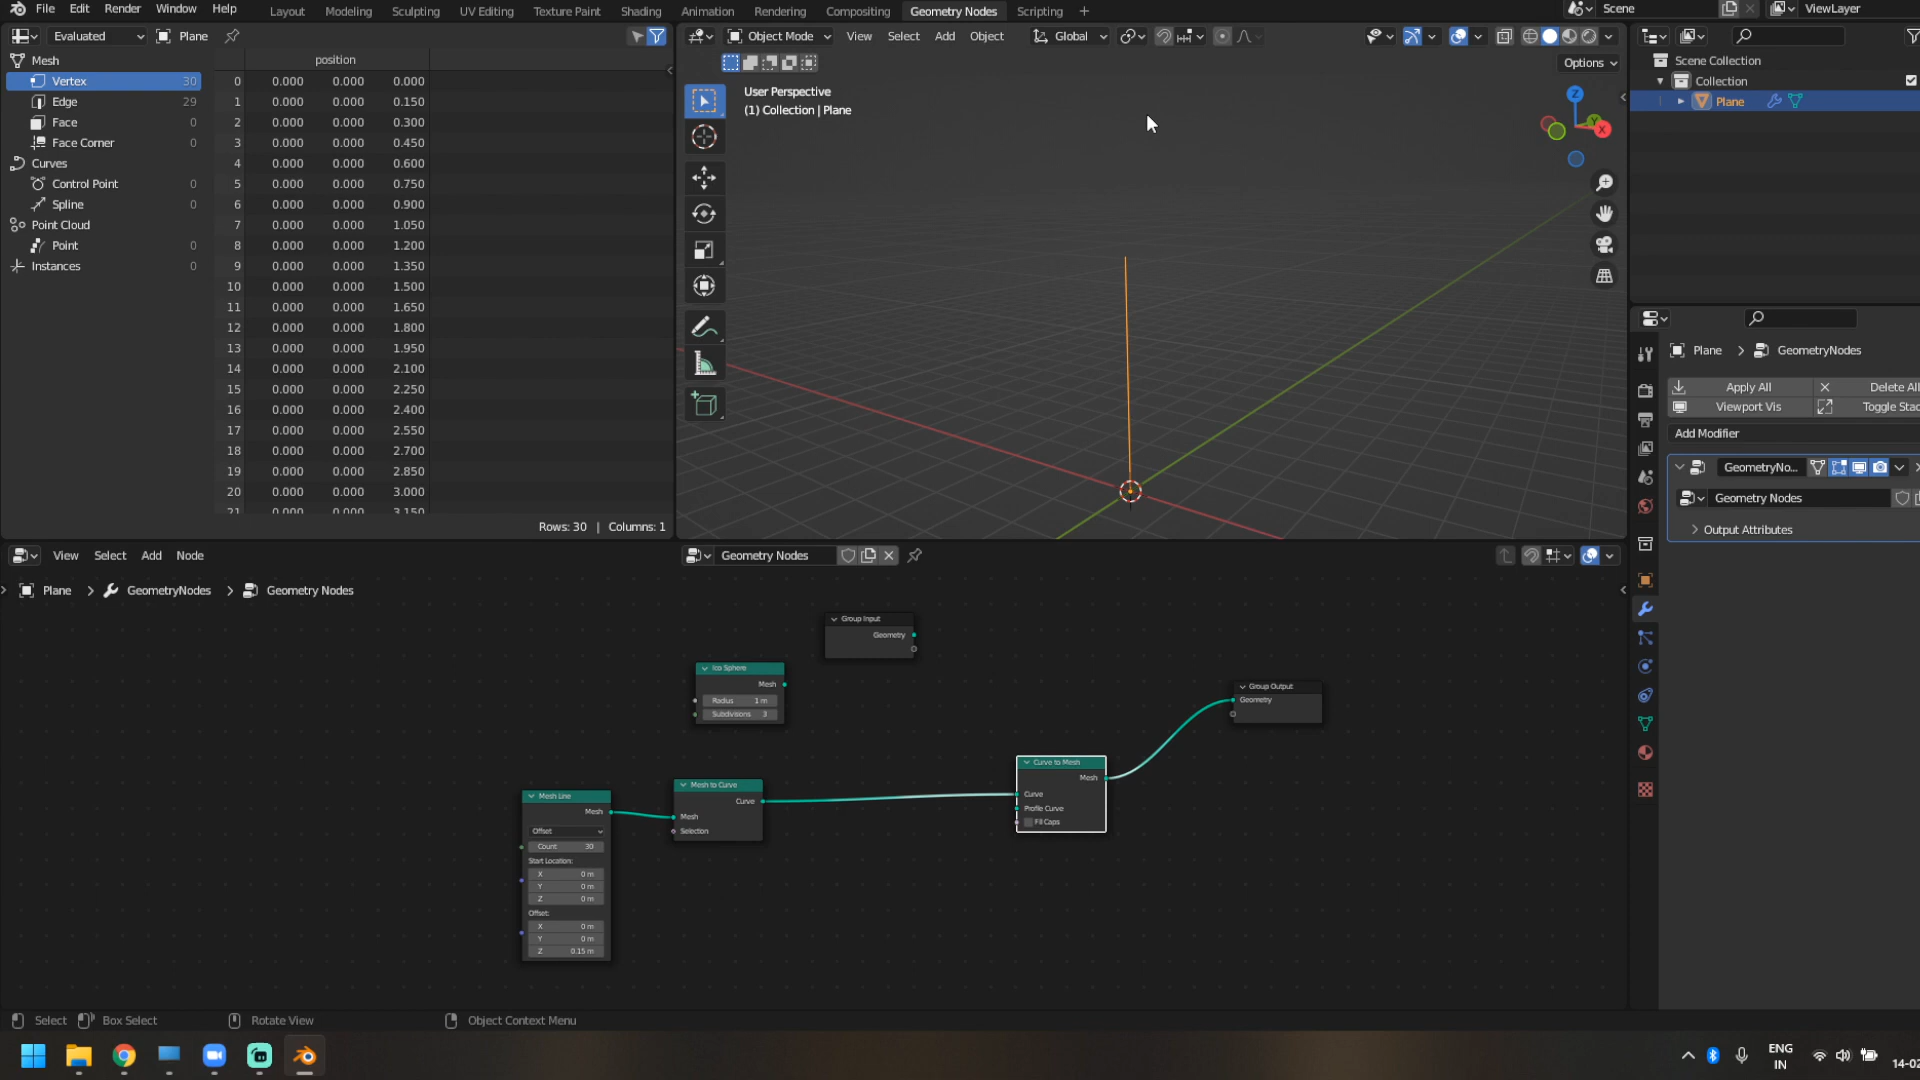 File Edit Render Window Help Layout Modeling Sculpting UV Editing Texture Paint Shading Animation Rendering Compositing Geometry Nodes Scripting + Scene ViewLayer
Evaluated Plane
position
Mesh
Vertex 30
Edge 29
Face 0
Face Corner 0
Curves
Control Point 0
Spline 0
Point Cloud
Point 0
Instances 0
0 0.000 0.000 0.000
1 0.000 0.000 0.150
2 0.000 0.000 0.300
3 0.000 0.000 0.450
4 0.000 0.000 0.600
5 0.000 0.000 0.750
6 0.000 0.000 0.900
7 0.000 0.000 1.050
8 0.000 0.000 1.200
9 0.000 0.000 1.350
10 0.000 0.000 1.500
11 0.000 0.000 1.650
12 0.000 0.000 1.800
13 0.000 0.000 1.950
14 0.000 0.000 2.100
15 0.000 0.000 2.250
16 0.000 0.000 2.400
17 0.000 0.000 2.550
18 0.000 0.000 2.700
19 0.000 0.000 2.850
20 0.000 0.000 3.000
21 0.000 0.000 3.150
Rows: 30 | Columns: 1
Object Mode View Select Add Object Global
Options
User Perspective
(1) Collection | Plane
Z
Y
X
Scene Collection
Collection
Plane
Plane > GeometryNodes
Apply All Delete All
Viewport Vis Toggle Stac
Add Modifier
GeometryNo...
Geometry Nodes
Output Attributes
View Select Add Node Geometry Nodes
Plane > GeometryNodes > Geometry Nodes
Group Input
Geometry
Ico Sphere
Mesh
Radius 1 m
Subdivisions 3
Group Output
Geometry
Curve to Mesh
Mesh
Curve
Profile Curve
Fill Caps
Mesh to Curve
Curve
Mesh
Selection
Mesh Line
Mesh
Offset
Count 30
Start Location:
X 0 m
Y 0 m
Z 0 m
Offset:
X 0 m
Y 0 m
Z 0.15 m
Select Box Select Rotate View Object Context Menu
ENG
IN
14-02